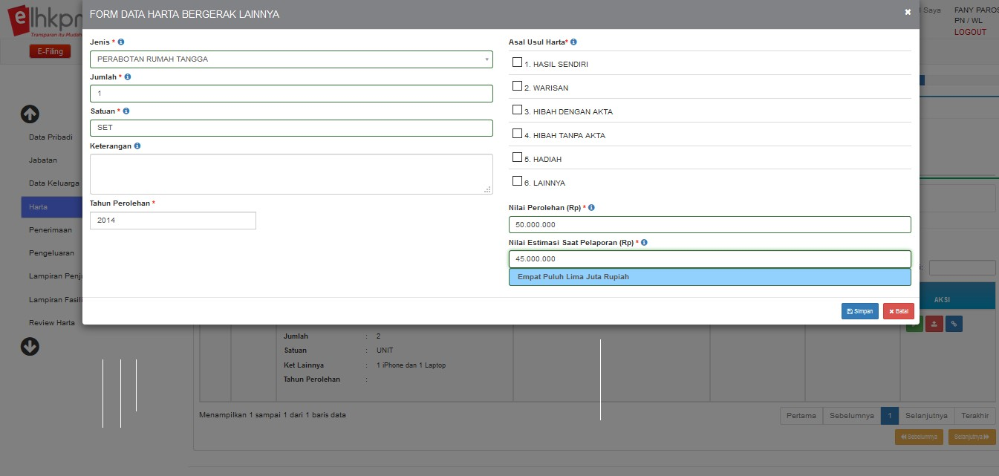 FORM DATA HARTA BERGERAK LAINNYA
elhkpn
Transparan itu Mudah
Saya
FANY PAROS
PN / WL
LOGOUT
E-Filing
Data Pribadi
Jabatan
Data Keluarga
Harta
Penerimaan
Pengeluaran
Lampiran Penj
Lampiran Fasili
Review Harta
Jenis *
PERABOTAN RUMAH TANGGA
Jumlah *
1
Satuan *
SET
Keterangan
Tahun Perolehan *
2014
Asal Usul Harta*
1. HASIL SENDIRI
2. WARISAN
3. HIBAH DENGAN AKTA
4. HIBAH TANPA AKTA
5. HADIAH
6. LAINNYA
Nilai Perolehan (Rp) *
50.000.000
Nilai Estimasi Saat Pelaporan (Rp) *
45.000.000
Empat Puluh Lima Juta Rupiah
Simpan
Batal
AKSI
Jumlah : 2
Satuan : UNIT
Ket Lainnya : 1 iPhone dan 1 Laptop
Tahun Perolehan :
Menampilkan 1 sampai 1 dari 1 baris data
Pertama Sebelumnya 1 Selanjutnya Terakhir
Sebelumnya Selanjutnya